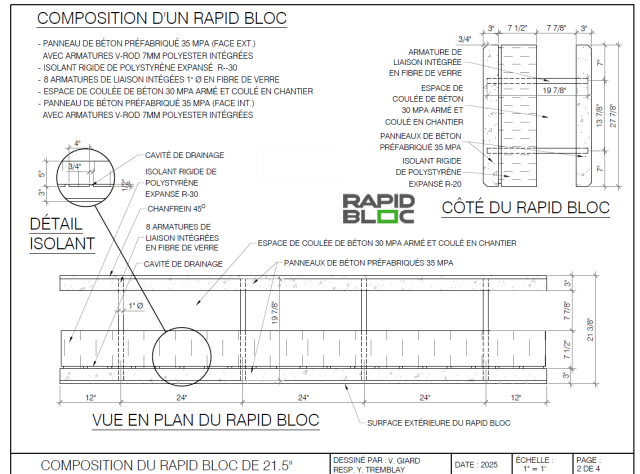 COMPOSITION D'UN RAPID BLOC
- PANNEAU DE BÉTON PRÉFABRIQUÉ 35 MPA (FACE EXT.)
AVEC ARMATURES V-ROD 7MM POLYESTER INTÉGRÉES
- ISOLANT RIGIDE DE POLYSTYRÈNE EXPANSÉ R--30
- 8 ARMATURES DE LIAISON INTÉGÉES 1" Ø EN FIBRE DE VERRE
- ESPACE DE COULÉE DE BÉTON 30 MPA ARMÉ ET COULÉ EN CHANTIER
- PANNEAU DE BÉTON PRÉFABRIQUÉ 35 MPA (FACE INT.)
AVEC ARMATURES V-ROD 7MM POLYESTER INTÉGRÉES
3" 7 1/2" 7 7/8" 3"
3/4"
ARMATURE DE
LIAISON INTÉGRÉE
EN FIBRE DE VERRE
ESPACE DE
COULÉE DE BÉTON
30 MPA ARMÉ ET
COULÉ EN CHANTIER
PANNEAUX DE BÉTON
PRÉFABRIQUÉ 35 MPA
ISOLANT RIGIDE
DE POLYSTYRÈNE
EXPANSÉ R-20
19 7/8"
7"
13 7/8"
7"
27 7/8"
CÔTÉ DU RAPID BLOC
4"
3/4"
5"
3"
1/2"
CAVITÉ DE DRAINAGE
ISOLANT RIGIDE DE
POLYSTYRÈNE
EXPANSÉ R-30
CHANFREIN 45°
8 ARMATURES DE
LIAISON INTÉGRÉES
EN FIBRE DE VERRE
CAVITÉ DE DRAINAGE
DÉTAIL
ISOLANT
RAPID
BLOC
ESPACE DE COULÉE DE BÉTON 30 MPA ARMÉ ET COULÉ EN CHANTIER
PANNEAUX DE BÉTON PRÉFABRIQUÉS 35 MPA
1" Ø
19 7/8"
3"
7 7/8"
7 1/2"
3"
21 3/8"
12" 24" 24" 24" 12"
VUE EN PLAN DU RAPID BLOC
SURFACE EXTÉRIEURE DU RAPID BLOC
COMPOSITION DU RAPID BLOC DE 21.5"
DESSINÉ PAR : V. GIARD
RESP. Y. TREMBLAY
DATE : 2025
ÉCHELLE :
1" = 1'
PAGE :
2 DE 4